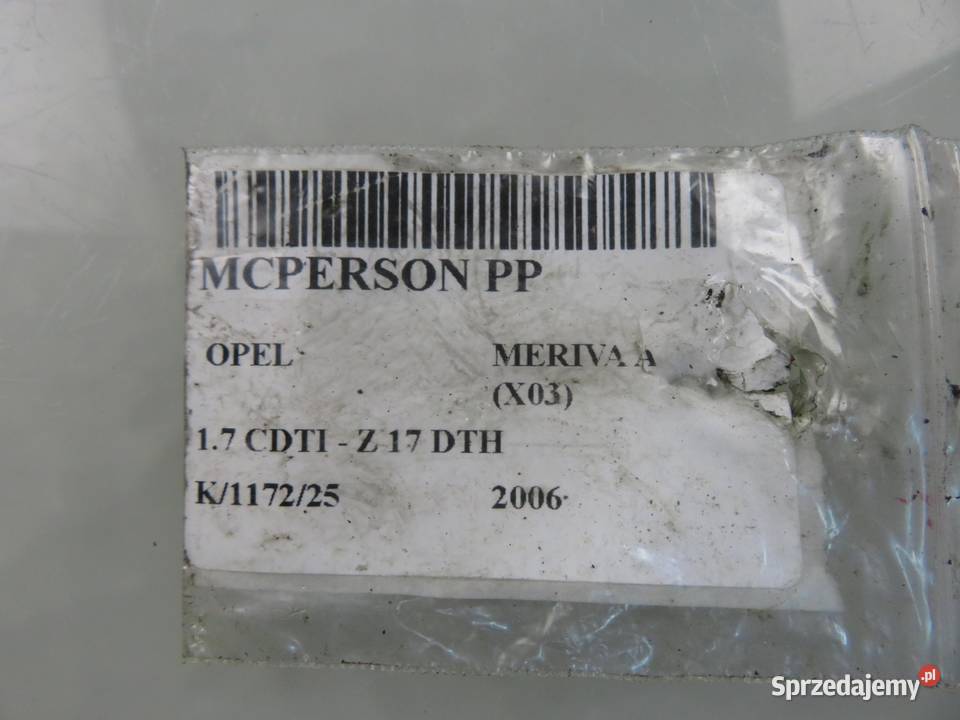 MCPERSON PP
OPEL MERIVA A
(X03)
1.7 CDTI - Z 17 DTH
K/1172/25 2006
Sprzedajemy.pl